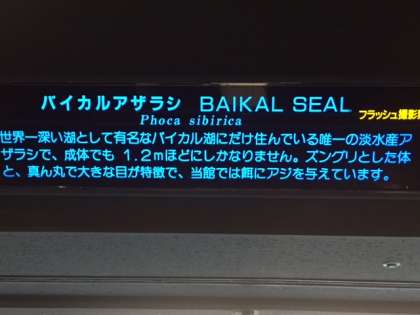 バイカルアザラシ BAIKAL SEAL
Phoca sibirica
フラッシュ撮影
世界一深い湖として有名なバイカル湖にだけ住んでいる唯一の淡水産ア
ザラシで、成体でも 1.2mほどにしかなりません。ズングリとした体
と、真ん丸で大きな目が特徴で、当館では餌にアジを与えています。